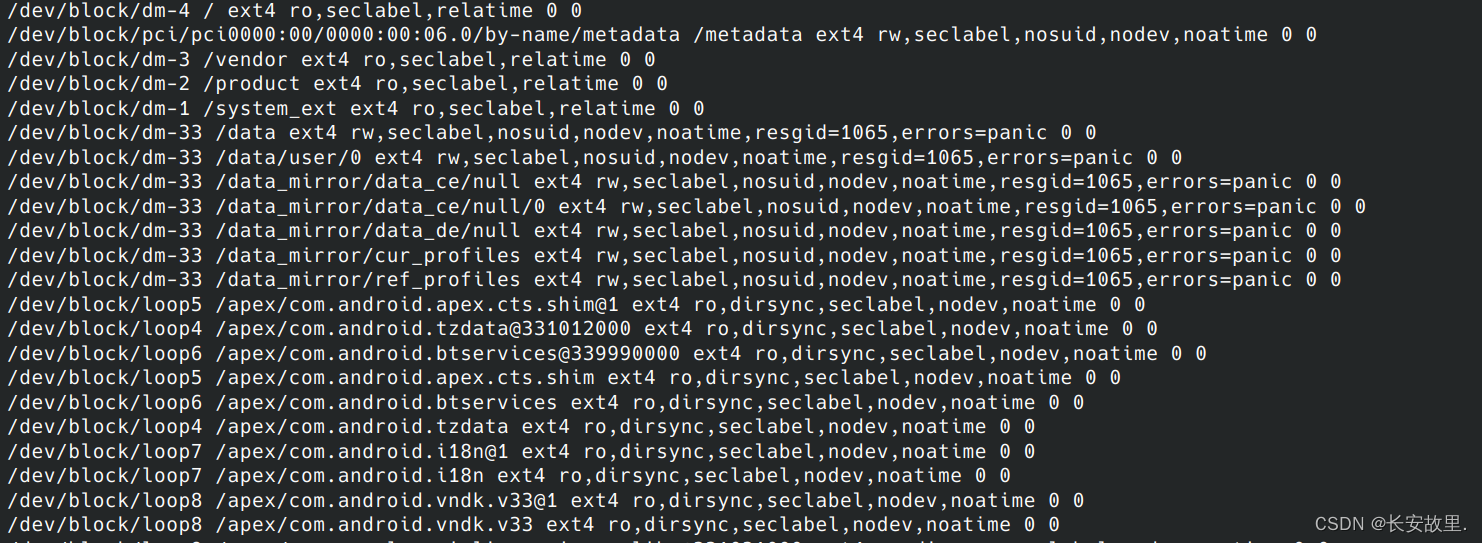 /dev/block/dm-4 / ext4 ro,seclabel,relatime 0 0
/dev/block/pci/pci0000:00/0000:00:06.0/by-name/metadata /metadata ext4 rw,seclabel,nosuid,nodev,noatime 0 0
/dev/block/dm-3 /vendor ext4 ro,seclabel,relatime 0 0
/dev/block/dm-2 /product ext4 ro,seclabel,relatime 0 0
/dev/block/dm-1 /system_ext ext4 ro,seclabel,relatime 0 0
/dev/block/dm-33 /data ext4 rw,seclabel,nosuid,nodev,noatime,resgid=1065,errors=panic 0 0
/dev/block/dm-33 /data/user/0 ext4 rw,seclabel,nosuid,nodev,noatime,resgid=1065,errors=panic 0 0
/dev/block/dm-33 /data_mirror/data_ce/null ext4 rw,seclabel,nosuid,nodev,noatime,resgid=1065,errors=panic 0 0
/dev/block/dm-33 /data_mirror/data_ce/null/0 ext4 rw,seclabel,nosuid,nodev,noatime,resgid=1065,errors=panic 0 0
/dev/block/dm-33 /data_mirror/data_de/null ext4 rw,seclabel,nosuid,nodev,noatime,resgid=1065,errors=panic 0 0
/dev/block/dm-33 /data_mirror/cur_profiles ext4 rw,seclabel,nosuid,nodev,noatime,resgid=1065,errors=panic 0 0
/dev/block/dm-33 /data_mirror/ref_profiles ext4 rw,seclabel,nosuid,nodev,noatime,resgid=1065,errors=panic 0 0
/dev/block/loop5 /apex/com.android.apex.cts.shim@1 ext4 ro,dirsync,seclabel,nodev,noatime 0 0
/dev/block/loop4 /apex/com.android.tzdata@331012000 ext4 ro,dirsync,seclabel,nodev,noatime 0 0
/dev/block/loop6 /apex/com.android.btservices@339990000 ext4 ro,dirsync,seclabel,nodev,noatime 0 0
/dev/block/loop5 /apex/com.android.apex.cts.shim ext4 ro,dirsync,seclabel,nodev,noatime 0 0
/dev/block/loop6 /apex/com.android.btservices ext4 ro,dirsync,seclabel,nodev,noatime 0 0
/dev/block/loop4 /apex/com.android.tzdata ext4 ro,dirsync,seclabel,nodev,noatime 0 0
/dev/block/loop7 /apex/com.android.i18n@1 ext4 ro,dirsync,seclabel,nodev,noatime 0 0
/dev/block/loop7 /apex/com.android.i18n ext4 ro,dirsync,seclabel,nodev,noatime 0 0
/dev/block/loop8 /apex/com.android.vndk.v33@1 ext4 ro,dirsync,seclabel,nodev,noatime 0 0
/dev/block/loop8 /apex/com.android.vndk.v33 ext4 ro,dirsync,seclabel,nodev,noatime 0 0
CSDN @长安故里.